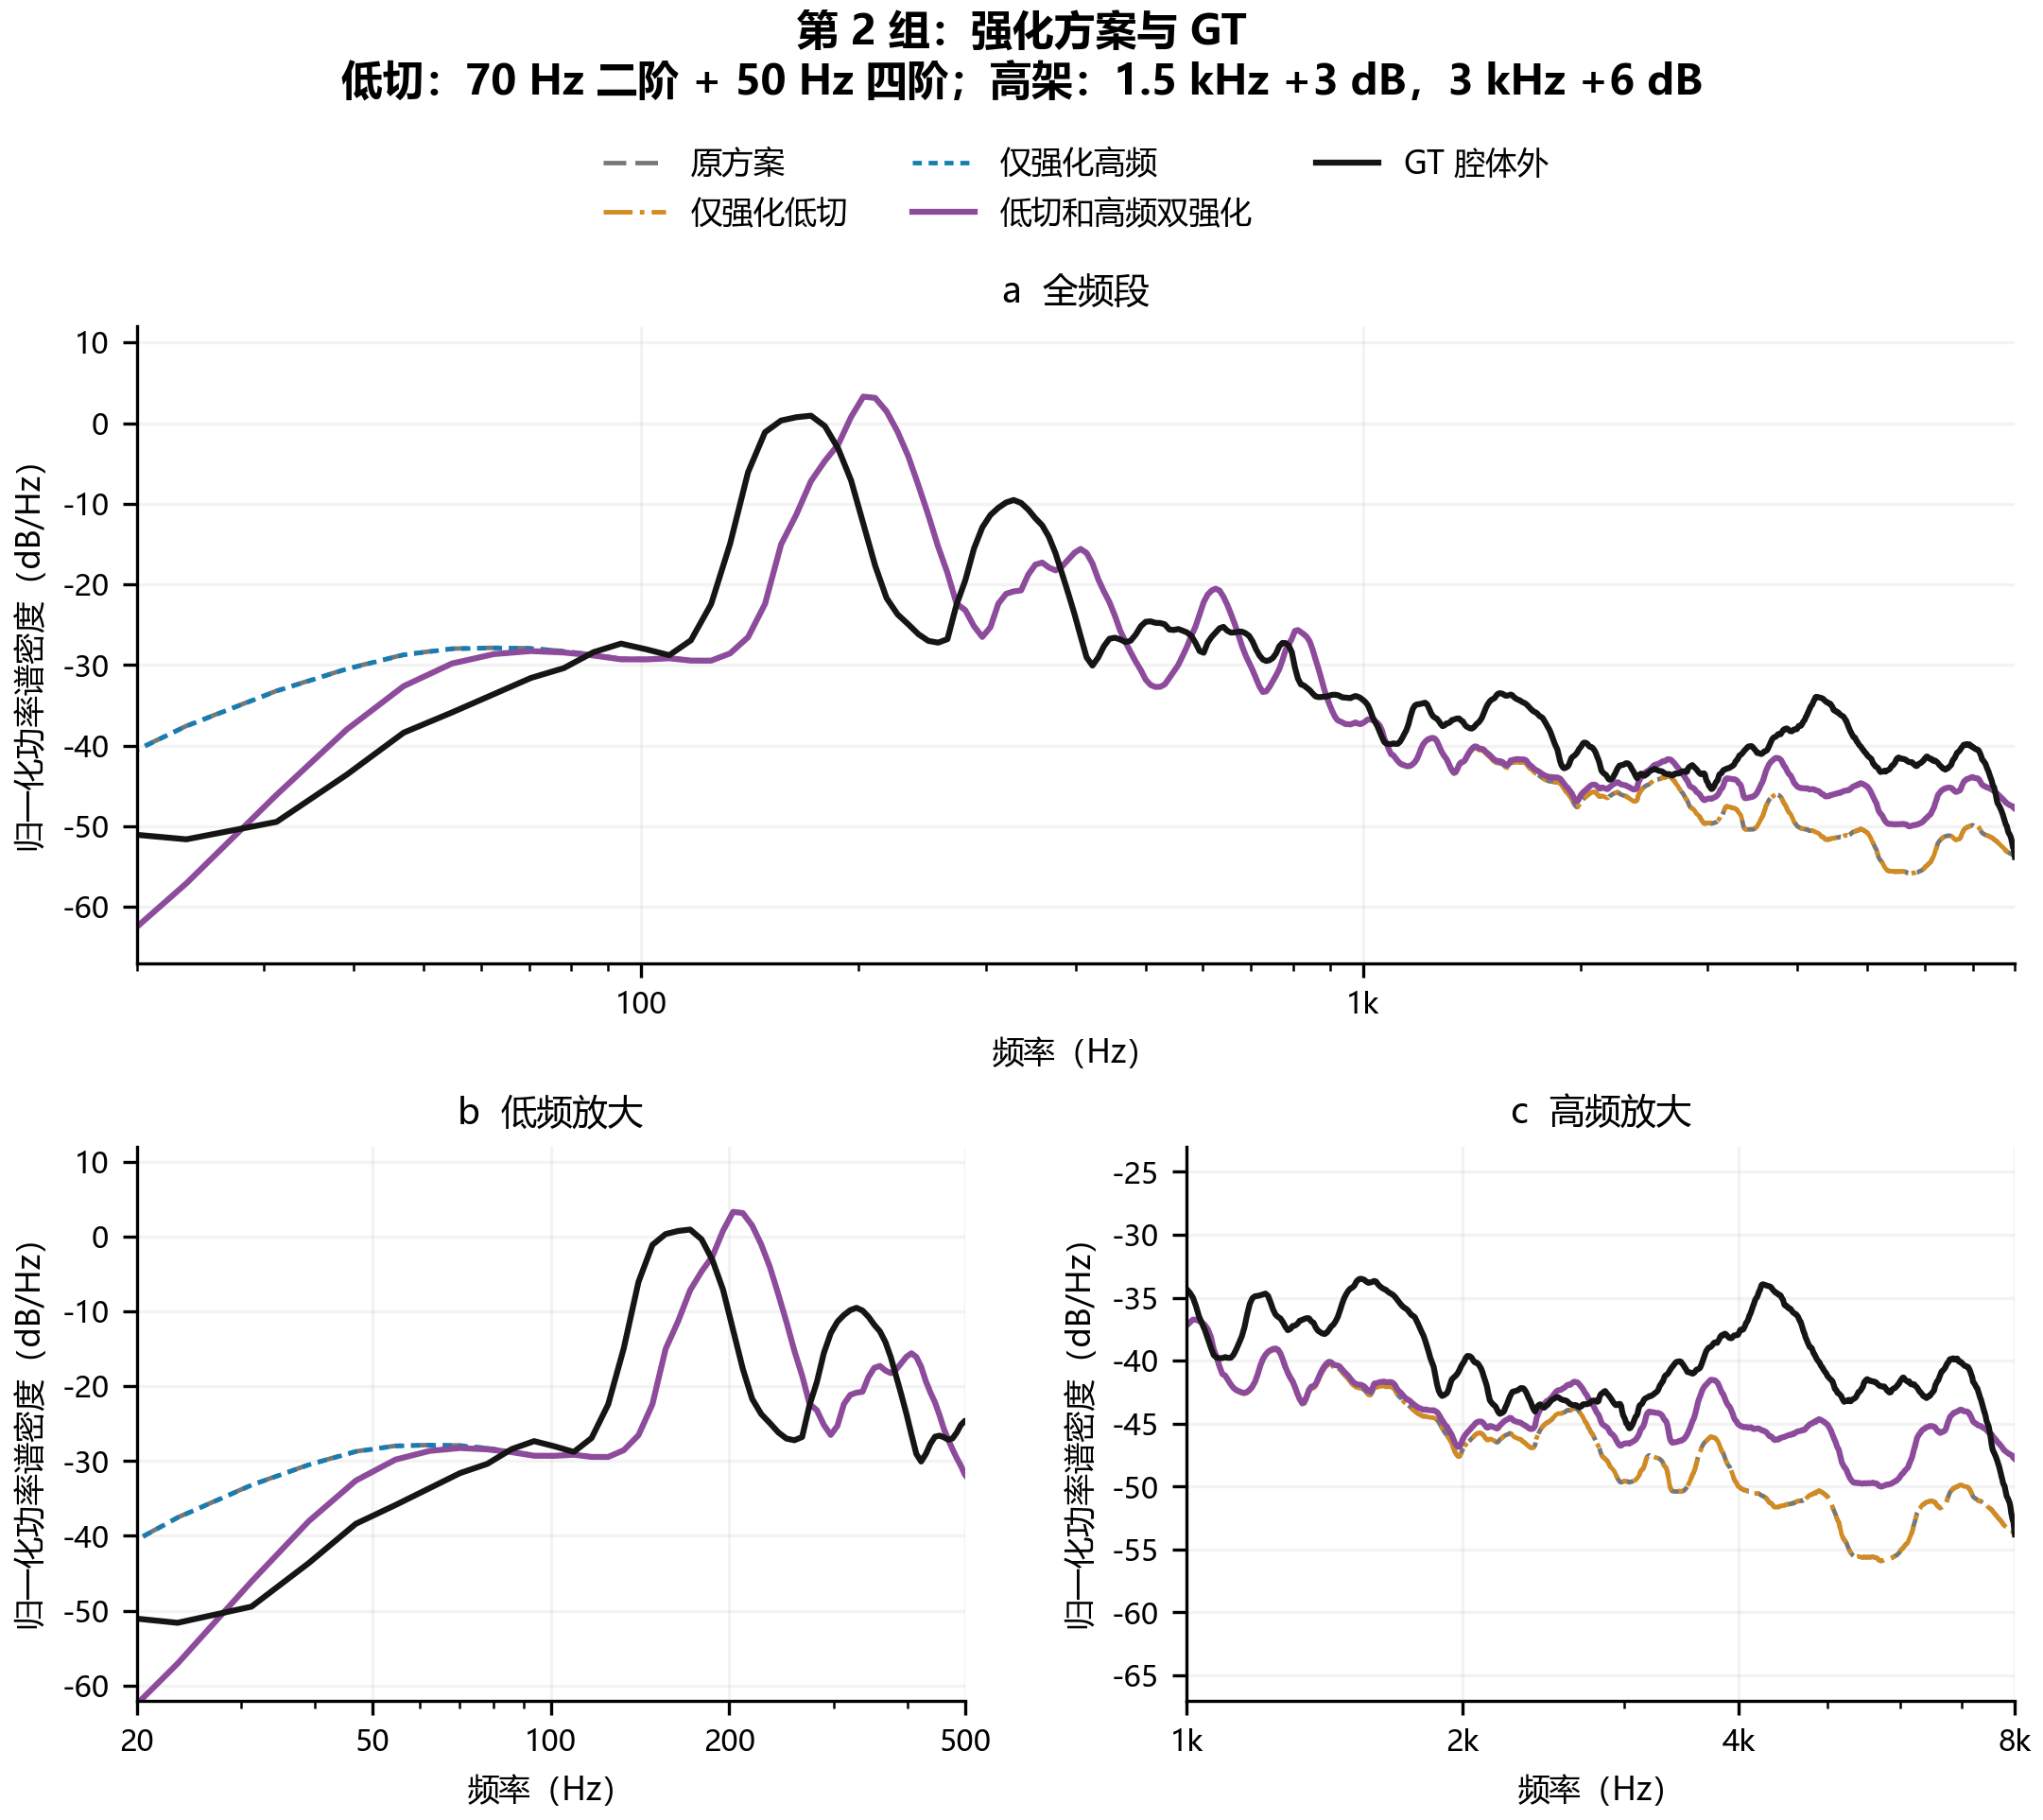 第 2 组：强化方案与 GT
低切：70 Hz 二阶 + 50 Hz 四阶；高架：1.5 kHz +3 dB，3 kHz +6 dB
原方案
仅强化高频
GT 腔体外
仅强化低切
低切和高频双强化
a 全频段
归一化功率谱密度（dB/Hz）
10
0
-10
-20
-30
-40
-50
-60
100
1k
频率（Hz）
b 低频放大
归一化功率谱密度（dB/Hz）
10
0
-10
-20
-30
-40
-50
-60
20
50
100
200
500
频率（Hz）
c 高频放大
归一化功率谱密度（dB/Hz）
-25
-30
-35
-40
-45
-50
-55
-60
-65
1k
2k
4k
8k
频率（Hz）